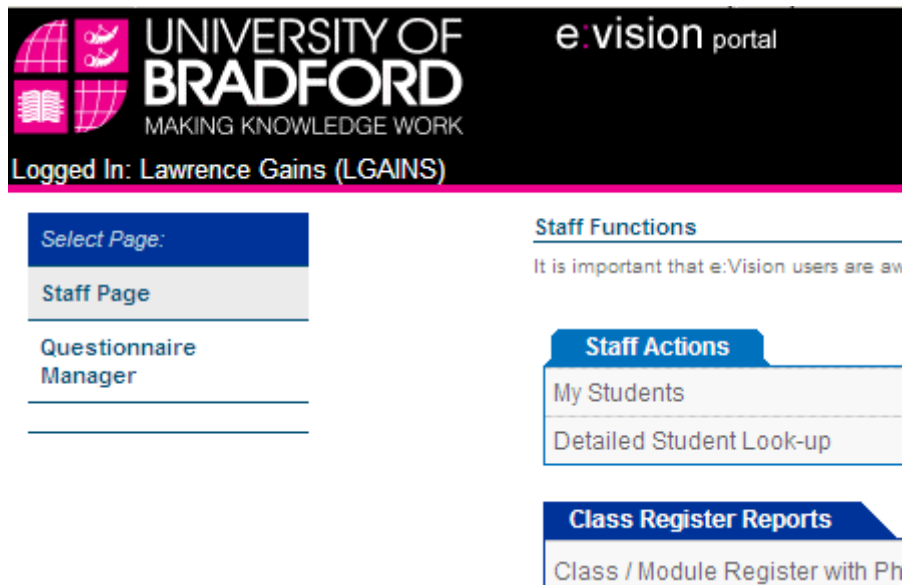 UNIVERSITY OF
BRADFORD
MAKING KNOWLEDGE WORK
e:vision portal
Logged In: Lawrence Gains (LGAINS)
Select Page:
Staff Page
Questionnaire
Manager
Staff Functions
It is important that e:Vision users are aw
Staff Actions
My Students
Detailed Student Look-up
Class Register Reports
Class / Module Register with Ph